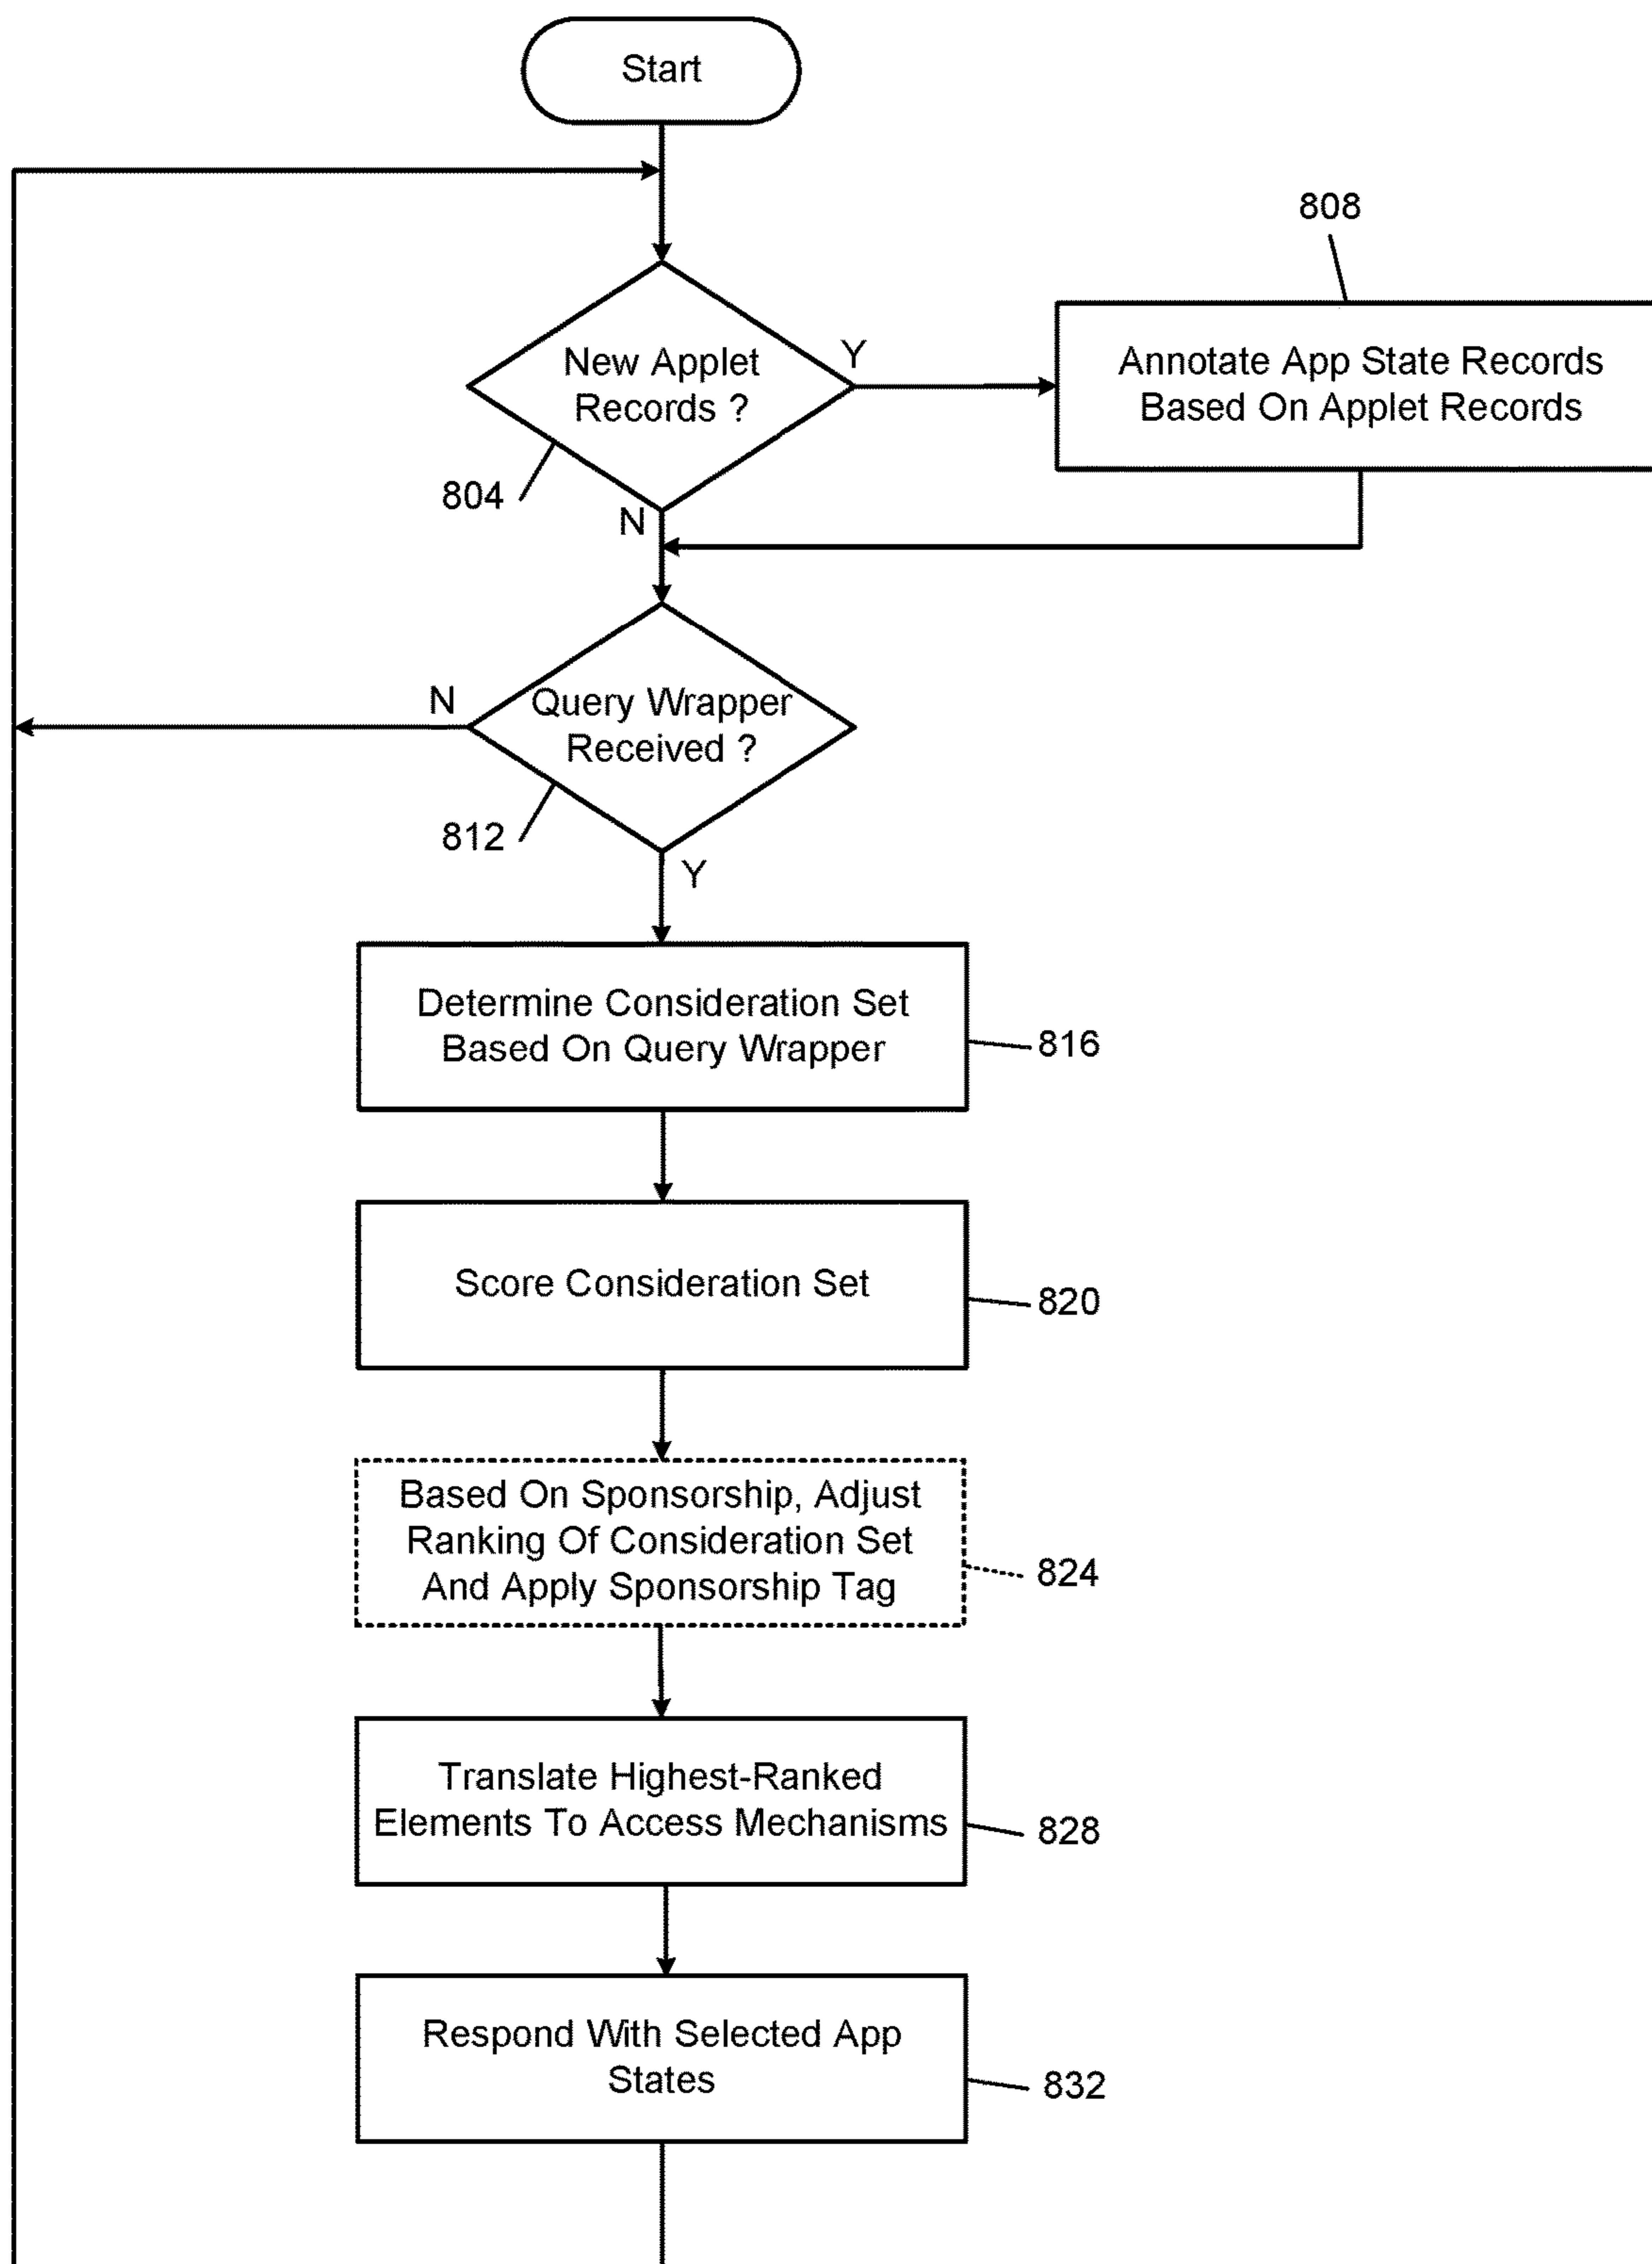 Start
808
New Applet
Records ?
Y
Annotate App State Records
Based On Applet Records
804
N
N
Query Wrapper
Received ?
812
Y
Determine Consideration Set
Based On Query Wrapper
816
Score Consideration Set
820
Based On Sponsorship, Adjust
Ranking Of Consideration Set
And Apply Sponsorship Tag
824
Translate Highest-Ranked
Elements To Access Mechanisms
828
Respond With Selected App
States
832